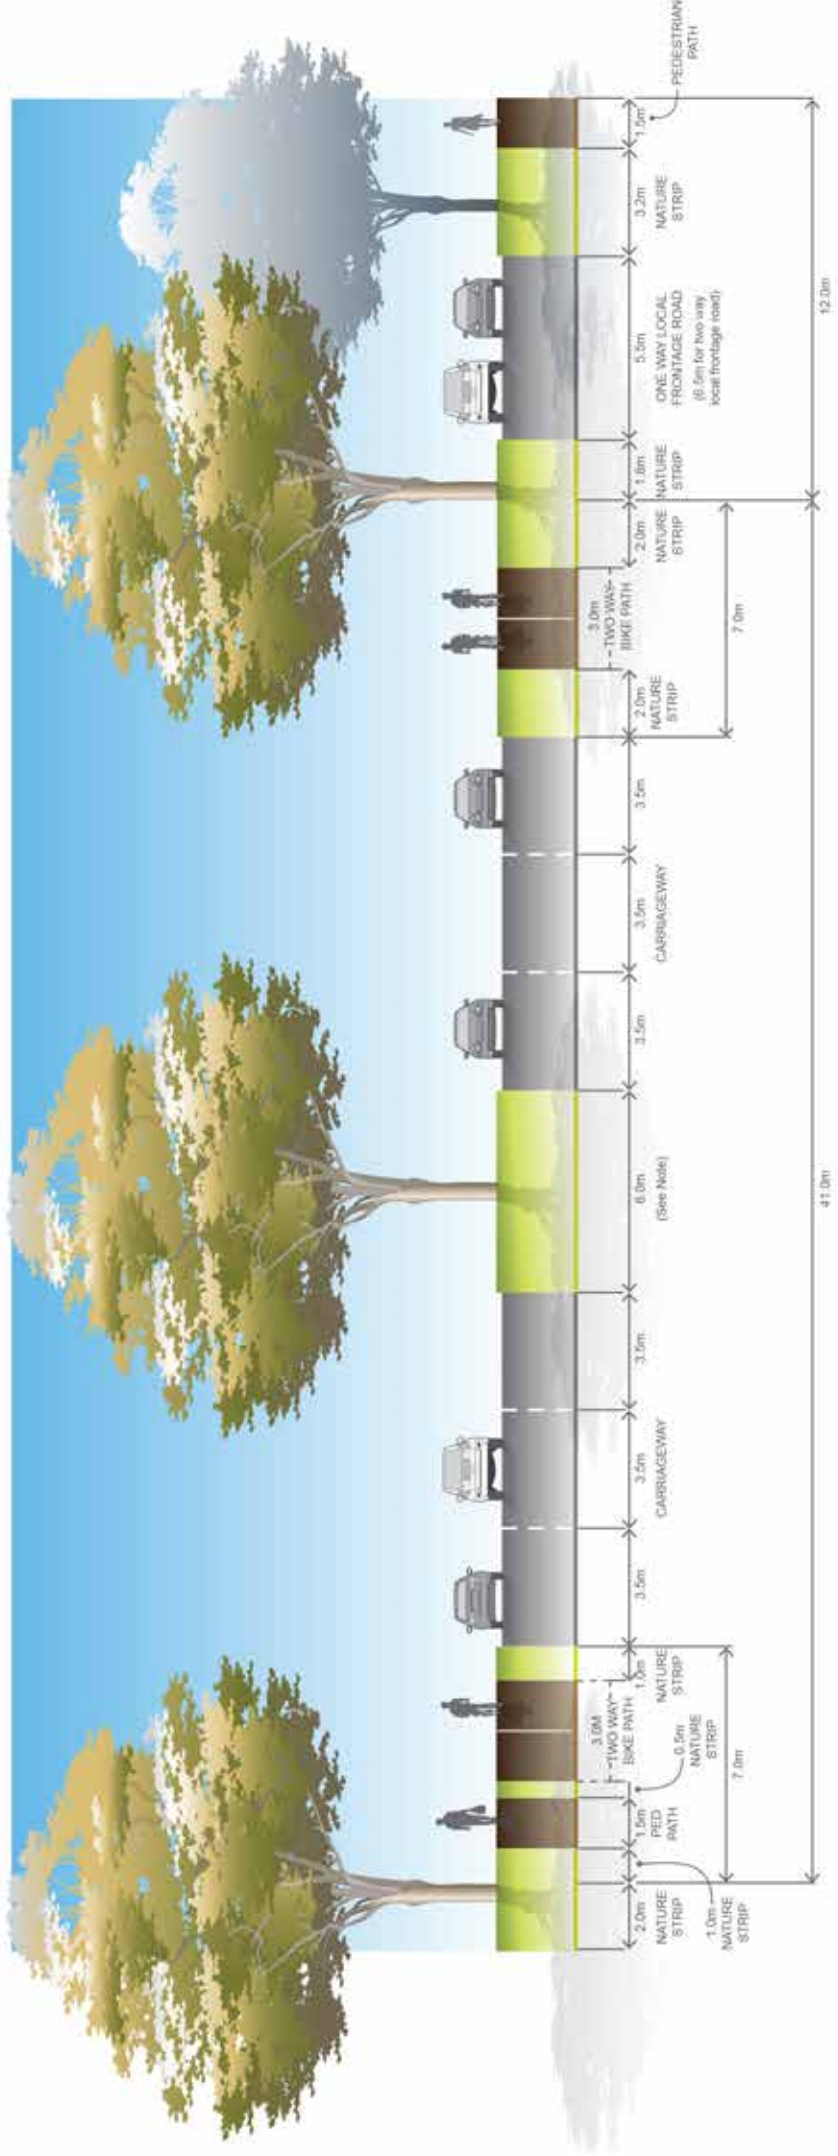 2.0m
NATURE
STRIP
1.0m
NATURE
STRIP
1.5m
PED
PATH
0.5m
NATURE
STRIP
3.0M
TWO WAY
BIKE PATH
1.0m
NATURE
STRIP
7.0m
3.5m
3.5m
CARRIAGEWAY
3.5m
6.0m
(See Note)
3.5m
3.5m
CARRIAGEWAY
3.5m
2.0m
NATURE
STRIP
3.0m
TWO WAY
BIKE PATH
2.0m
NATURE
STRIP
7.0m
1.8m
NATURE
STRIP
5.5m
ONE WAY LOCAL
FRONTAGE ROAD
(6.5m for two way
local frontage road)
3.2m
NATURE
STRIP
1.5m
PEDESTRIAN
PATH
41.0m
12.0m